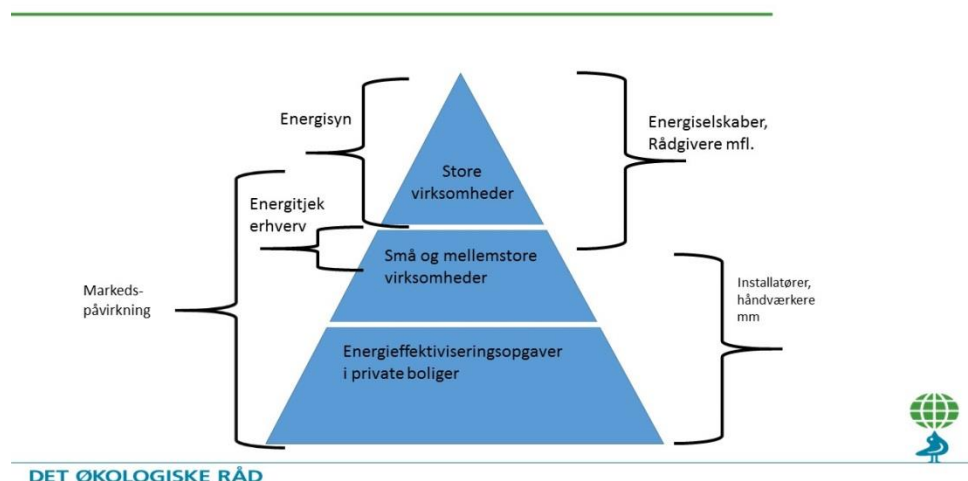 Energisyn
Energiselskaber,
Rådgivere mfl.
Store
virksomheder
Energitjek
erhverv
Små og mellemstore
virksomheder
Markeds-
påvirkning
Installatører,
håndværkere
mm
Energieffektiviseringsopgaver
i private boliger
DET ØKOLOGISKE RÅD